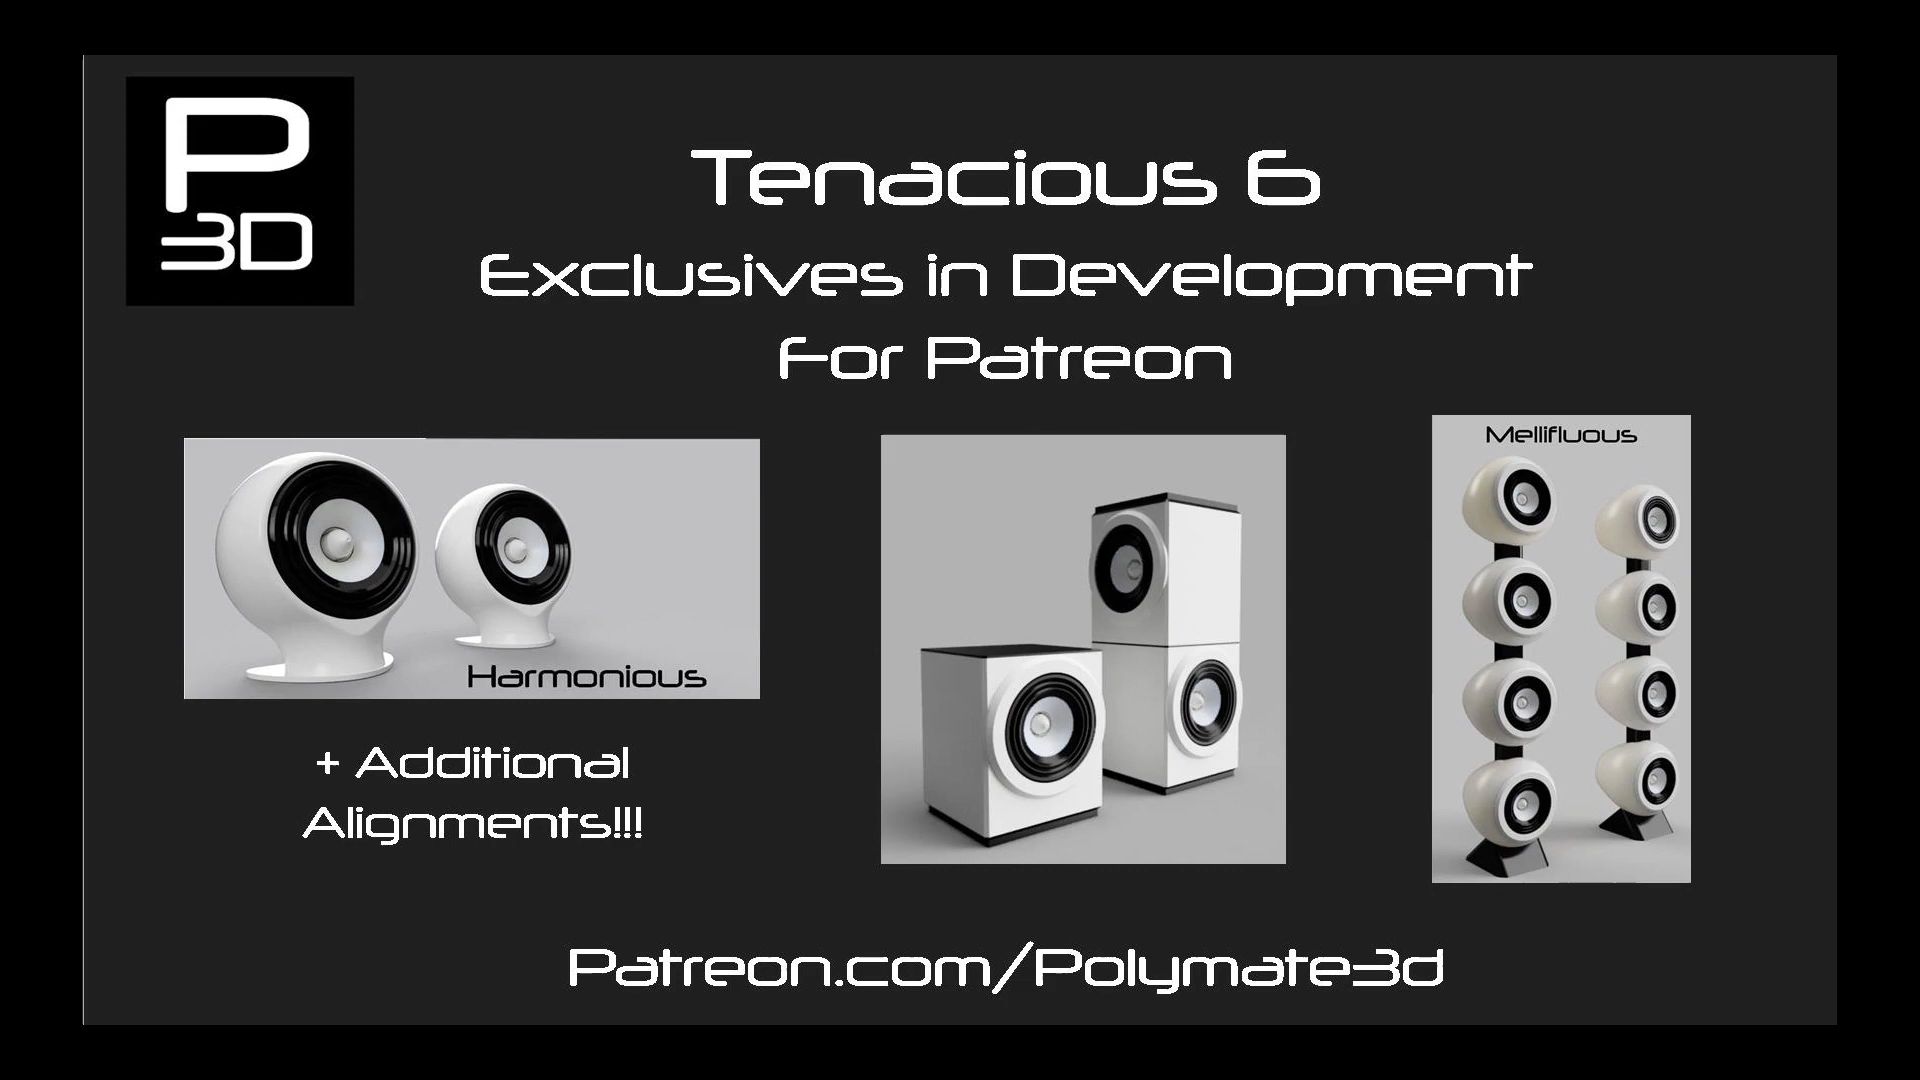 P
3D
Tenacious 6
Exclusives in Development
For Patreon
Harmonious
Mellifluous
+ Additional
Alignments!!!
Patreon.com/Polymate3d